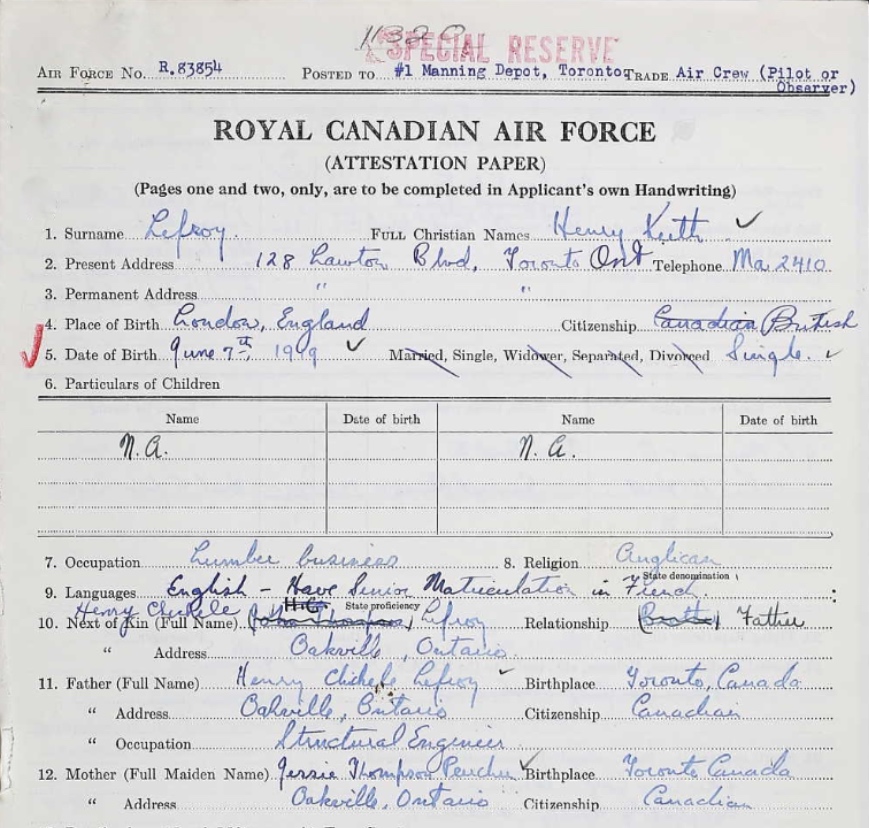 1132
SPECIAL RESERVE
AIR FORCE NO. R.83854 POSTED TO #1 Manning Depot, Toronto TRADE Air Crew (Pilot or
Observer)
ROYAL CANADIAN AIR FORCE
(ATTESTATION PAPER)
(Pages one and two, only, are to be completed in Applicant's own Handwriting)
1. Surname Lefroy. FULL Christian Names Henry Keith
2. Present Address 128 Lawton Blvd, Toronto Ont Telephone Ma 2410
3. Permanent Address " "
4. Place of Birth London, England Citizenship Canadian British
5. Date of Birth June 7th, 1919 Married, Single, Widower, Separated, Divorced Single.
6. Particulars of Children
Name Date of birth Name Date of birth
N. A. N. A.
7. Occupation Lumber business 8. Religion Anglican
State denomination
9. Languages English - Have Senior Matriculation in French.
State proficiency
Henry Chichele H.C.
10. Next of Kin (Full Name) Lefroy Relationship (Brother) Father
" Address Oakville, Ontario
11. Father (Full Name) Henry Chichele Lefroy Birthplace Toronto, Canada
" Address Oakville, Ontario Citizenship Canadian
" Occupation Structural Engineer
12. Mother (Full Maiden Name) Jessie Thompson Birthplace Toronto Canada
" Address Oakville, Ontario Citizenship Canadian